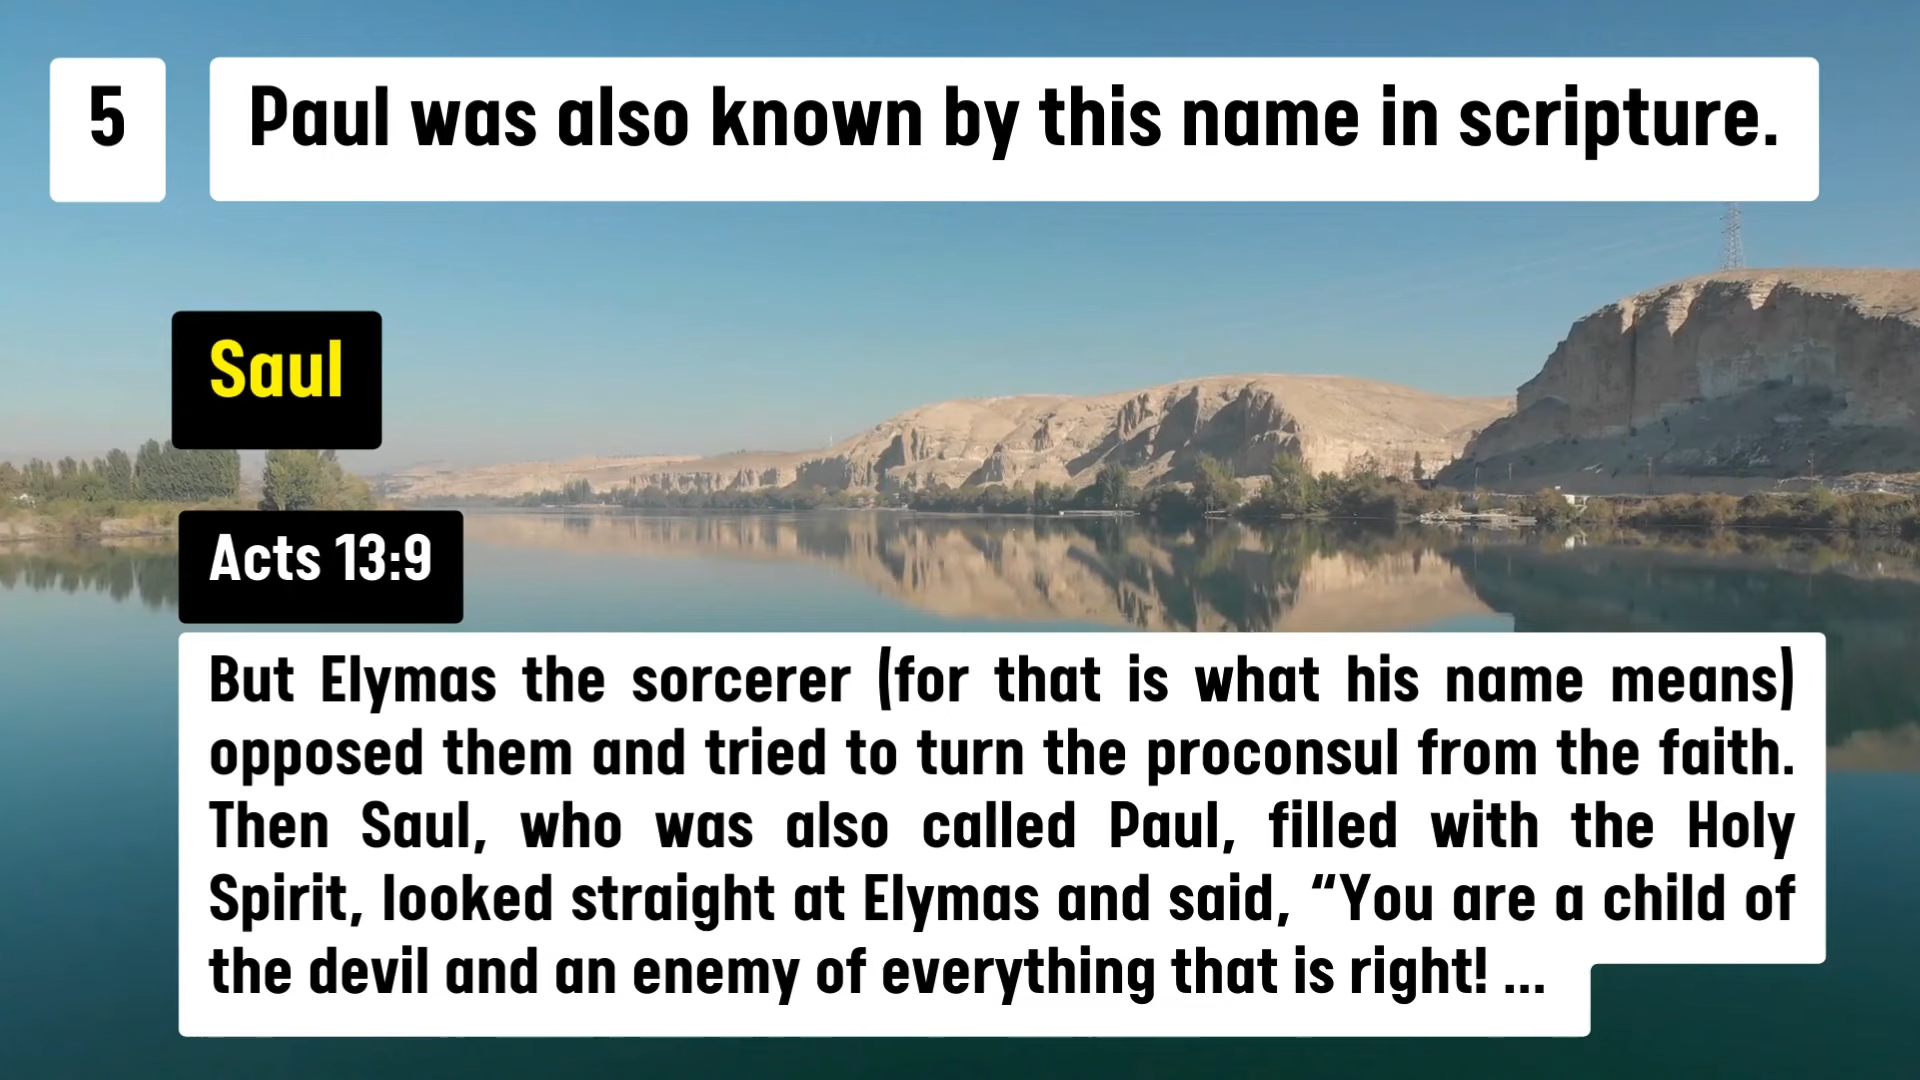 5
Paul was also known by this name in scripture.
Saul
Acts 13:9
But Elymas the sorcerer (for that is what his name means)
opposed them and tried to turn the proconsul from the faith.
Then Saul, who was also called Paul, filled with the Holy
Spirit, looked straight at Elymas and said, “You are a child of
the devil and an enemy of everything that is right! ...